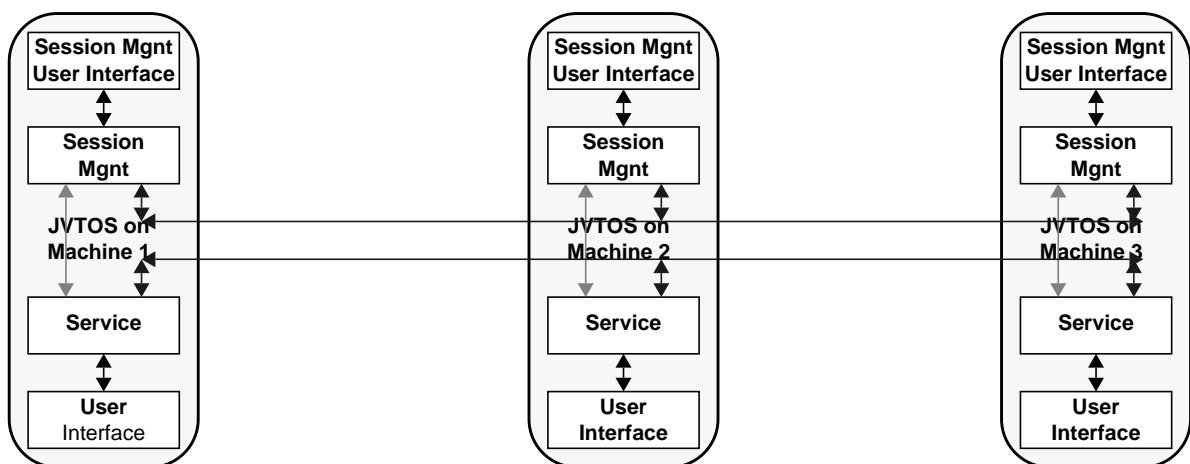 Session Mgnt
User Interface
Session
Mgnt
JVTOS on
Machine 1
Service
User
Interface
Session Mgnt
User Interface
Session
Mgnt
JVTOS on
Machine 2
Service
User
Interface
Session Mgnt
User Interface
Session
Mgnt
JVTOS on
Machine 3
Service
User
Interface